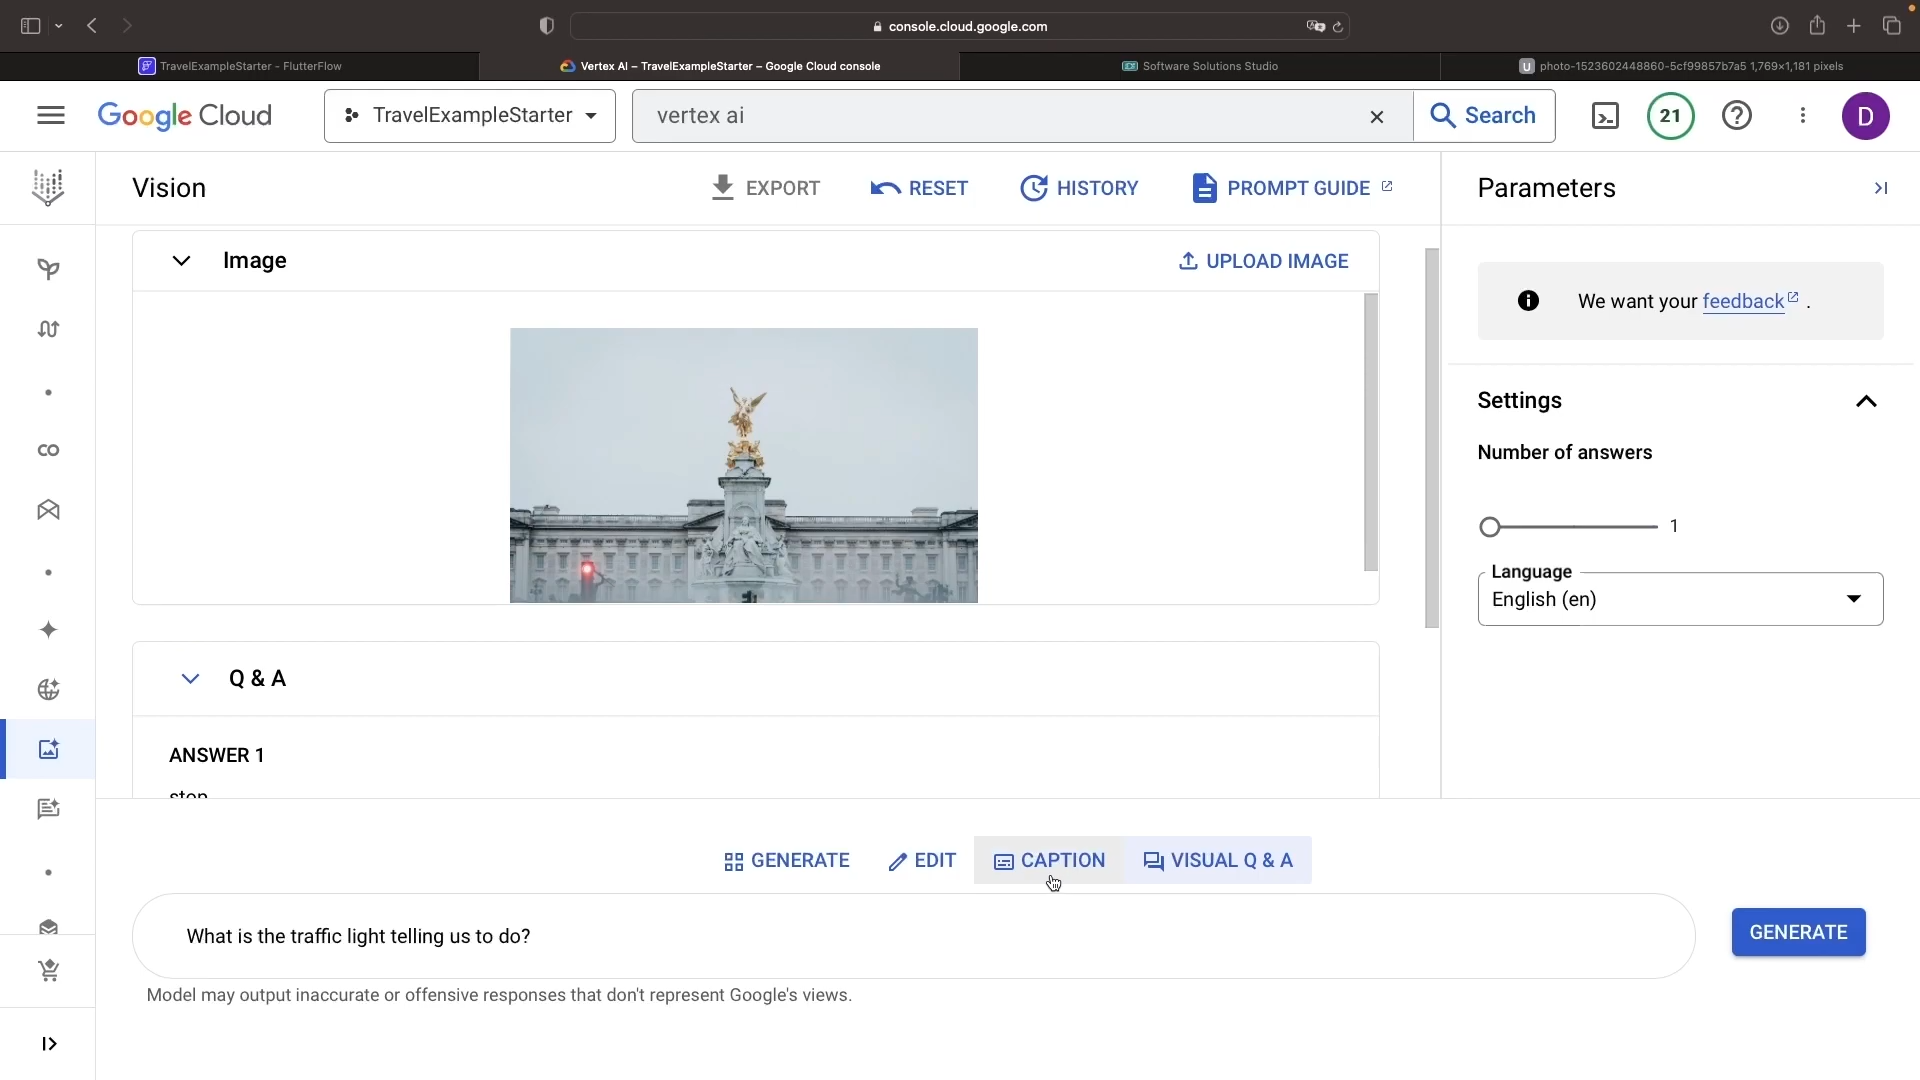 console.cloud.google.com
TravelExampleStarter - FlutterFlow
Vertex AI – TravelExampleStarter – Google Cloud console
Software Solutions Studio
U
photo-1523602448860-5cf99857b7a5 1,769×1,181 pixels
Google Cloud
TravelExampleStarter
vertex ai
Search
21
D
Vision
EXPORT
RESET
HISTORY
PROMPT GUIDE
Parameters
Image
UPLOAD IMAGE
We want your feedback .
Settings
Number of answers
1
Language
English (en)
Q & A
ANSWER 1
stop
GENERATE
EDIT
CAPTION
VISUAL Q & A
What is the traffic light telling us to do?
GENERATE
Model may output inaccurate or offensive responses that don't represent Google's views.